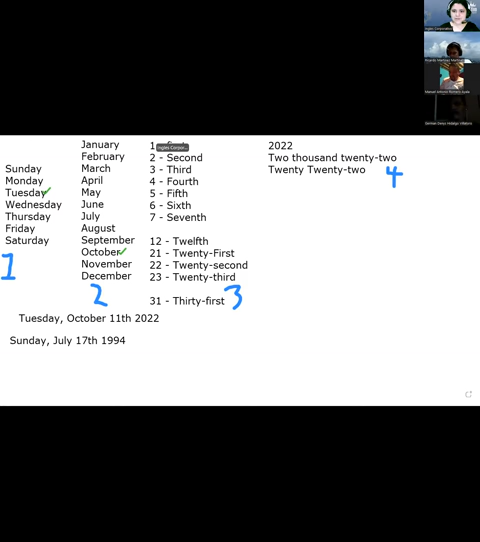 Sunday
Monday
Tuesday
Wednesday
Thursday
Friday
Saturday
1
January
February
March
April
May
June
July
August
September
October
November
December
2
1
Ingles Corpor...
2 - Second
3 - Third
4 - Fourth
5 - Fifth
6 - Sixth
7 - Seventh
12 - Twelfth
21 - Twenty-First
22 - Twenty-second
23 - Twenty-third
31 - Thirty-first
3
2022
Two thousand twenty-two
Twenty Twenty-two
4
Tuesday, October 11th 2022
Sunday, July 17th 1994